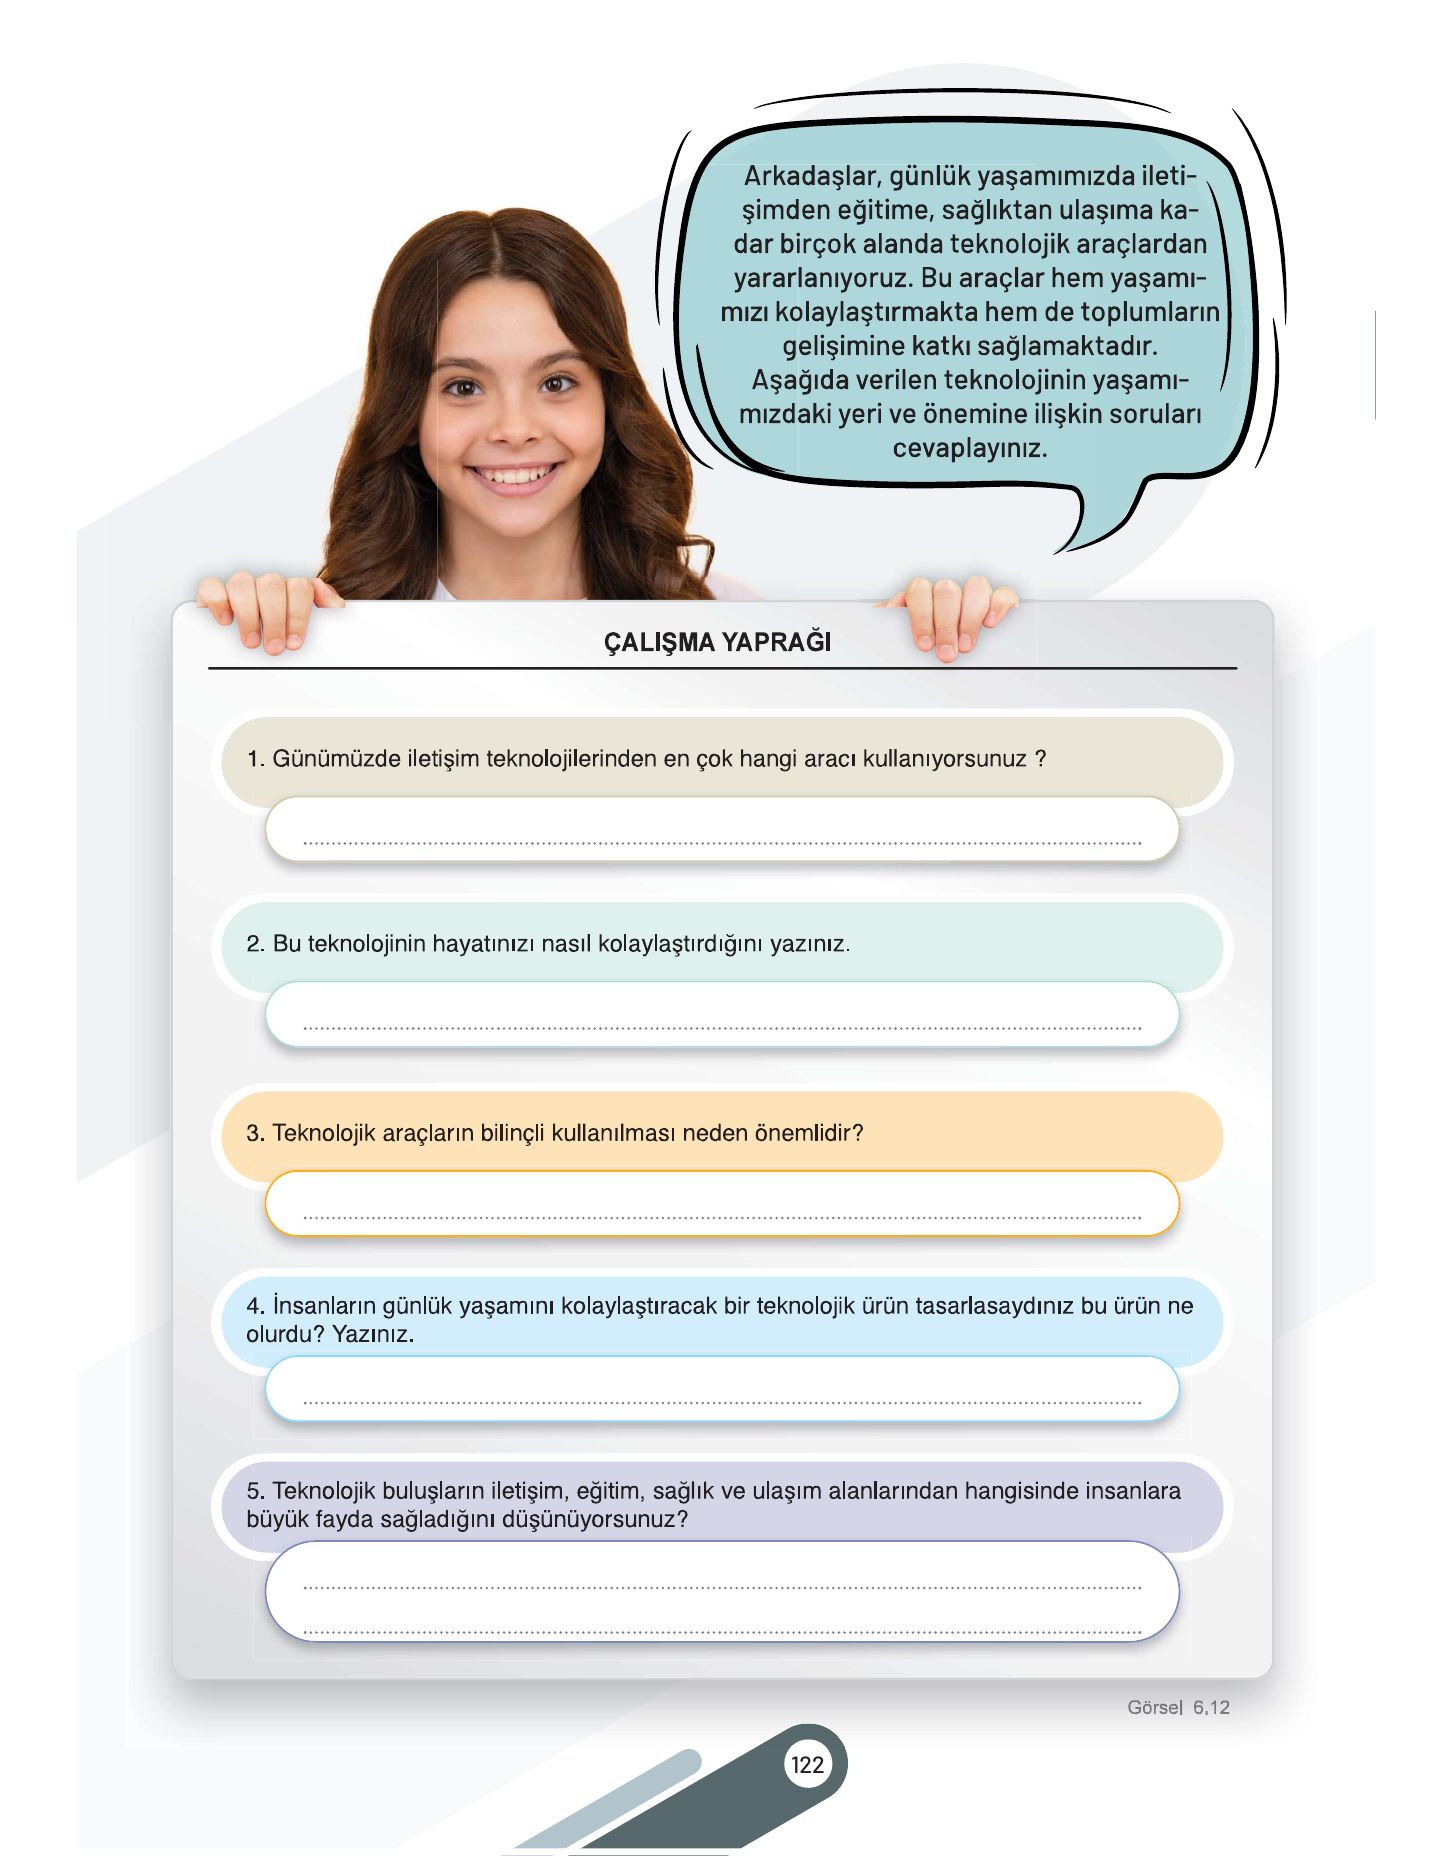 Arkadaşlar, günlük yaşamımızda ileti-
şimden eğitime, sağlıktan ulaşıma ka-
dar birçok alanda teknolojik araçlardan
yararlanıyoruz. Bu araçlar hem yaşamı-
mızı kolaylaştırmakta hem de toplumların
gelişimine katkı sağlamaktadır.
Aşağıda verilen teknolojinin yaşamı-
mızdaki yeri ve önemine ilişkin soruları
cevaplayınız.
ÇALIŞMA YAPRAĞI
1. Günümüzde iletişim teknolojilerinden en çok hangi aracı kullanıyorsunuz ?
2. Bu teknolojinin hayatınızı nasıl kolaylaştırdığını yazınız.
3. Teknolojik araçların bilinçli kullanılması neden önemlidir?
4. İnsanların günlük yaşamını kolaylaştıracak bir teknolojik ürün tasarlasaydınız bu ürün ne
olurdu? Yazınız.
5. Teknolojik buluşların iletişim, eğitim, sağlık ve ulaşım alanlarından hangisinde insanlara
büyük fayda sağladığını düşünüyorsunuz?
Görsel 6.12
122